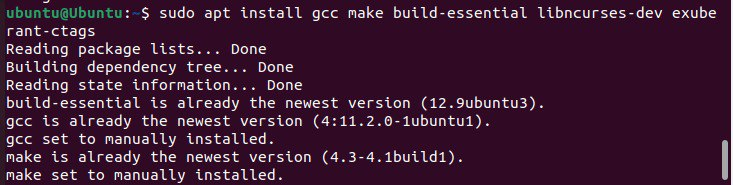 ubuntu@Ubuntu:~$ sudo apt install gcc make build-essential libncurses-dev exube
rant-ctags
Reading package lists... Done
Building dependency tree... Done
Reading state information... Done
build-essential is already the newest version (12.9ubuntu3).
gcc is already the newest version (4:11.2.0-1ubuntu1).
gcc set to manually installed.
make is already the newest version (4.3-4.1build1).
make set to manually installed.